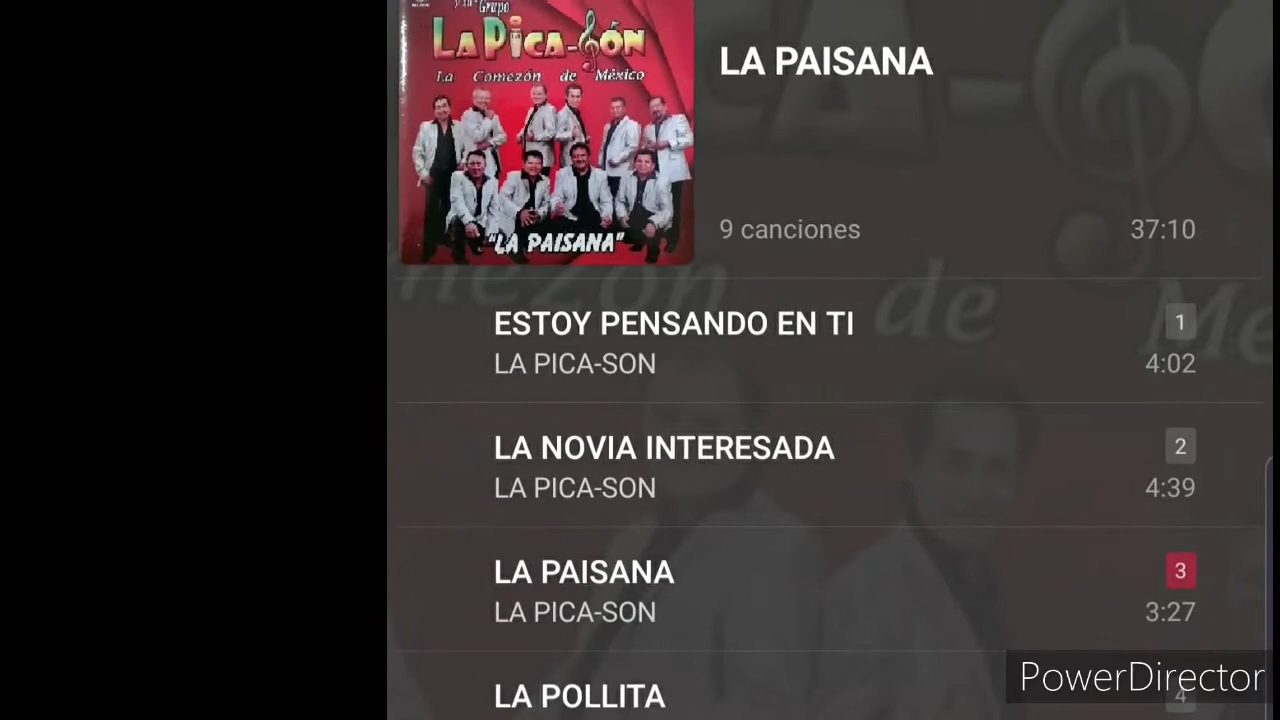 y su Grupo
LA PICA-SÓN
La Comezón de México
"LA PAISANA"
LA PAISANA
9 canciones
37:10
ESTOY PENSANDO EN TI
1
LA PICA-SON
4:02
LA NOVIA INTERESADA
2
LA PICA-SON
4:39
LA PAISANA
3
LA PICA-SON
3:27
LA POLLITA
4
PowerDirector